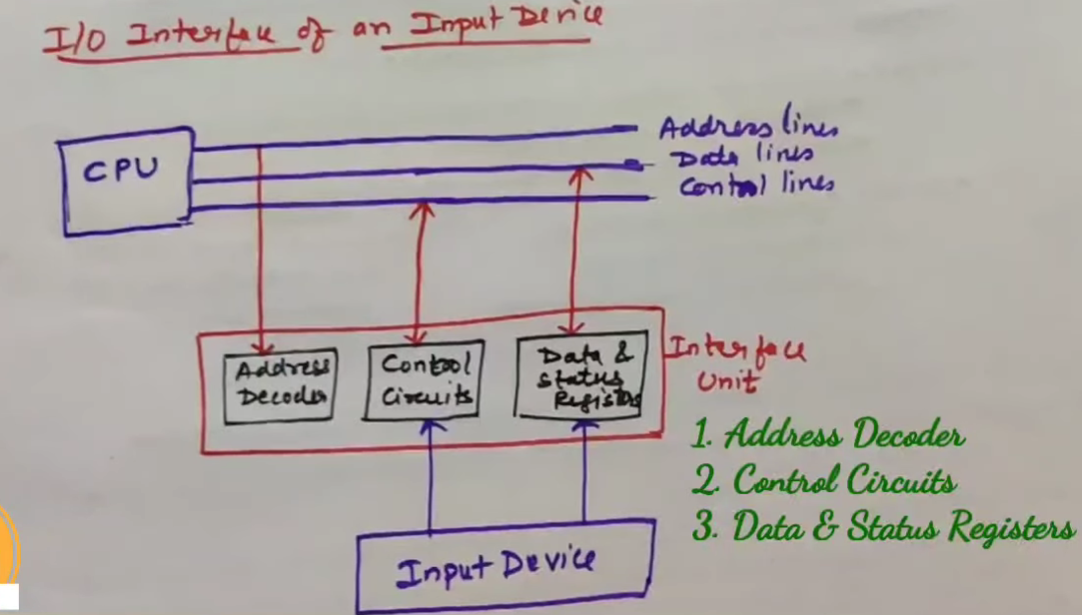 I/O Interface of an Input Device
CPU
Address lines
Data lines
Control lines
Address
Decoder
Control
Circuits
Data &
Status
Registers
Interface
Unit
1. Address Decoder
2. Control Circuits
3. Data & Status Registers
Input Device